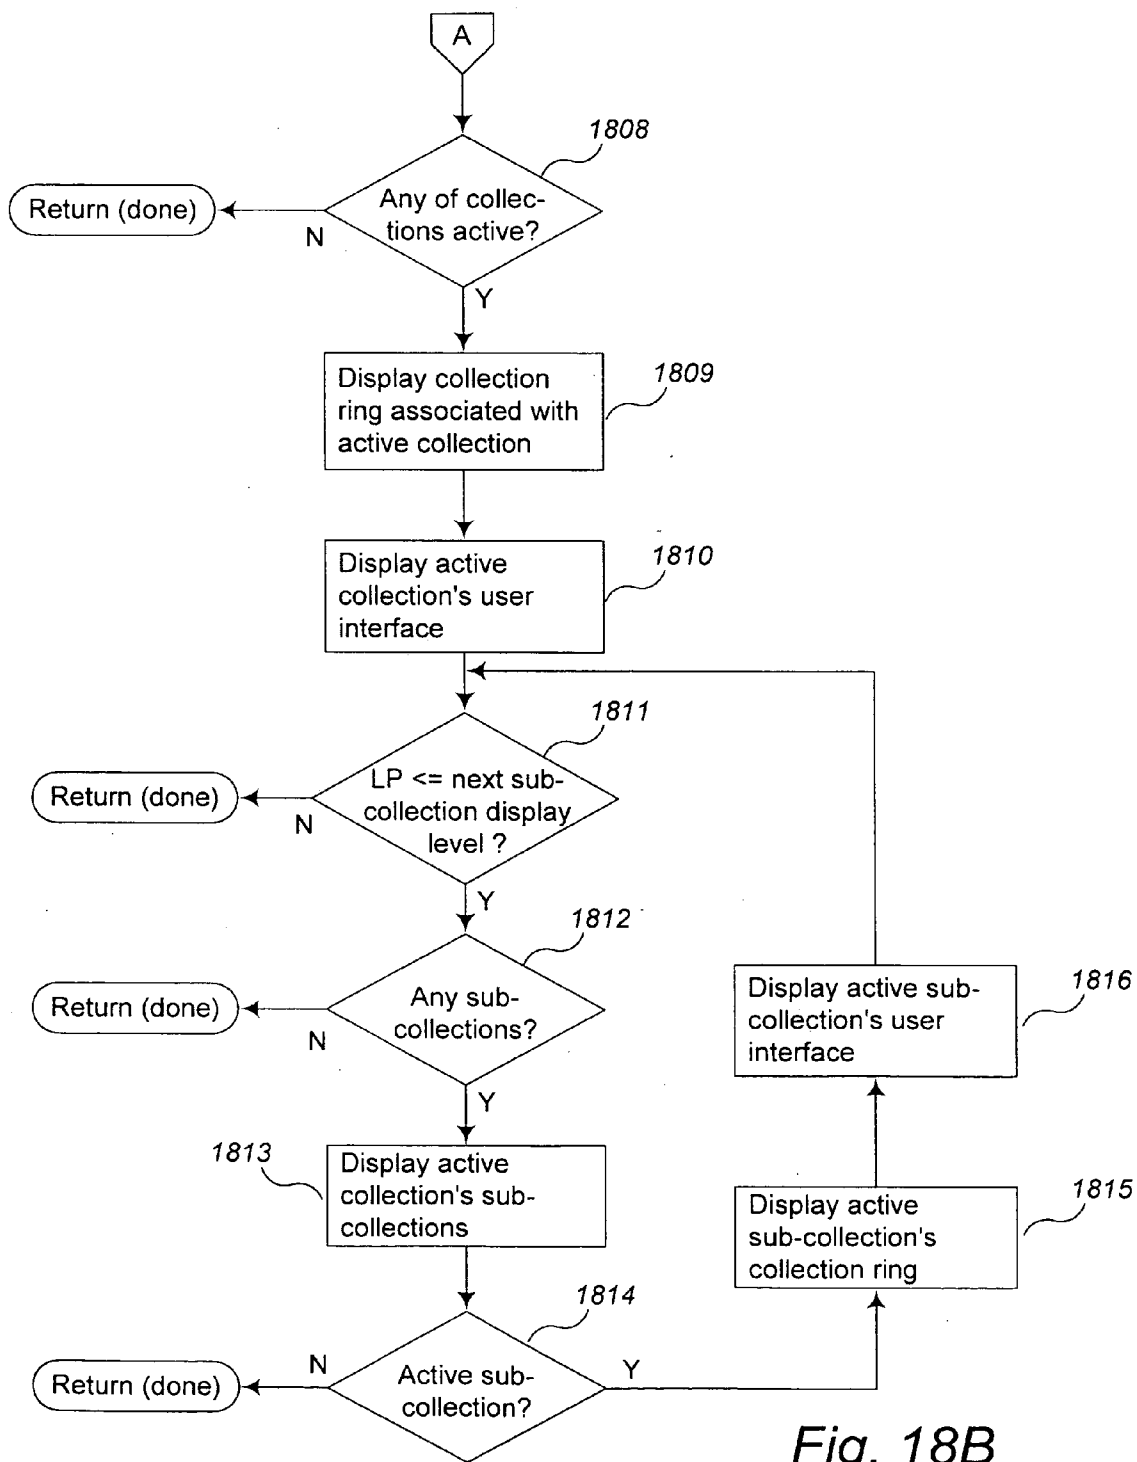 A
1808
Any of collec-
tions active?
Return (done)
N
Y
1809
Display collection
ring associated with
active collection
1810
Display active
collection's user
interface
1811
LP <= next sub-
collection display
level ?
Return (done)
N
Y
1812
Any sub-
collections?
Return (done)
N
Y
1816
Display active sub-
collection's user
interface
1813
Display active
collection's sub-
collections
1815
Display active
sub-collection's
collection ring
1814
Active sub-
collection?
N
Y
Return (done)
Fig. 18B